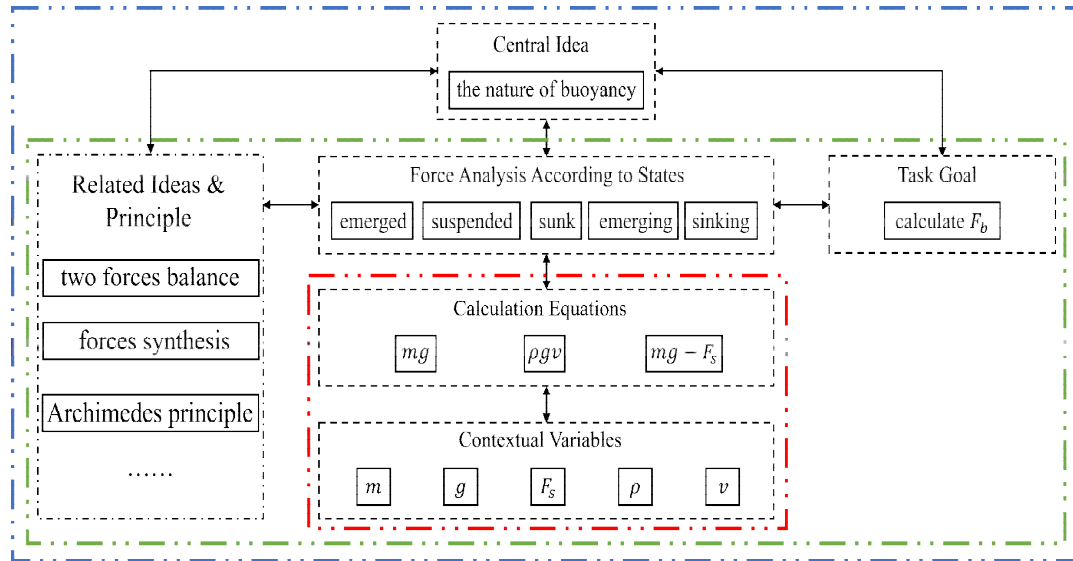 Central Idea
the nature of buoyancy
Related Ideas &
Principle
two forces balance
forces synthesis
Archimedes principle
……
Force Analysis According to States
emerged suspended sunk emerging sinking
Task Goal
calculate F_b
Calculation Equations
mg ρgv mg − F_s
Contextual Variables
m g F_s ρ v